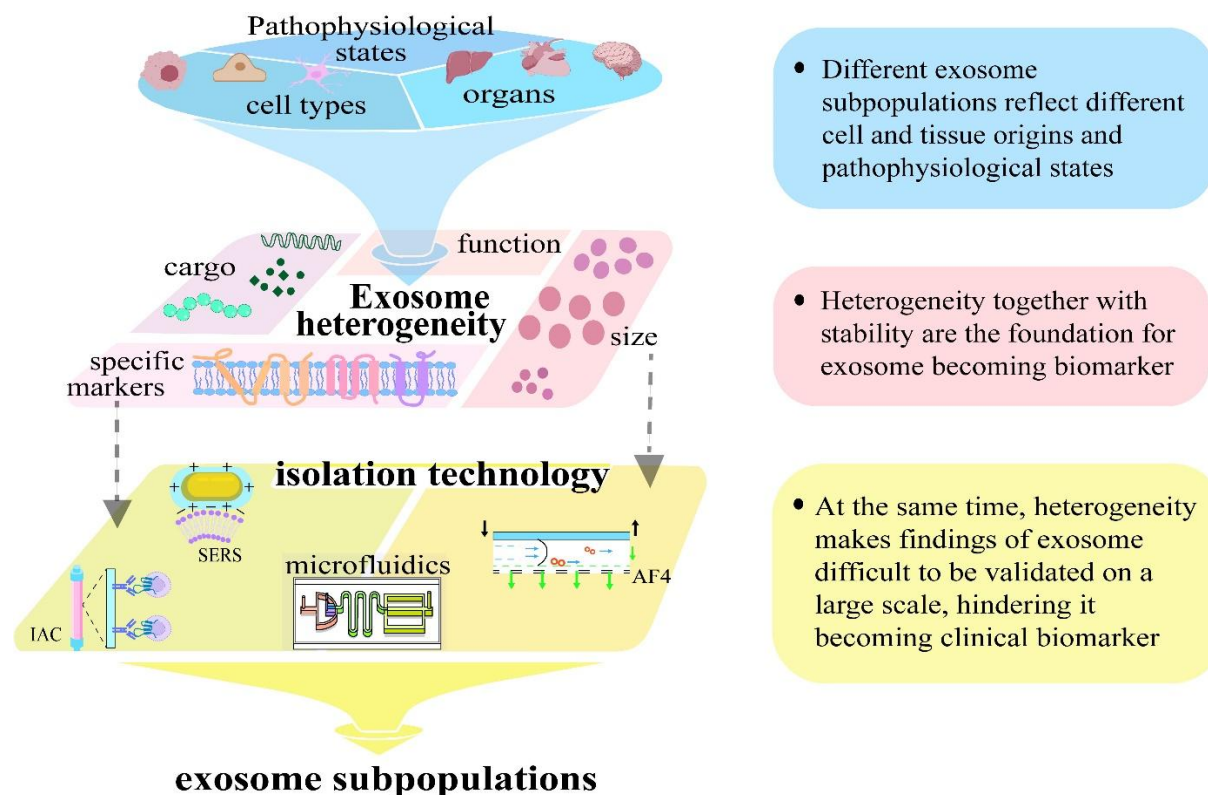 Pathophysiological
states
cell types
organs
cargo
function
Exosome
heterogeneity
size
specific
markers
isolation technology
SERS
microfluidics
AF4
IAC
exosome subpopulations
• Different exosome
subpopulations reflect different
cell and tissue origins and
pathophysiological states
• Heterogeneity together with
stability are the foundation for
exosome becoming biomarker
• At the same time, heterogeneity
makes findings of exosome
difficult to be validated on a
large scale, hindering it
becoming clinical biomarker